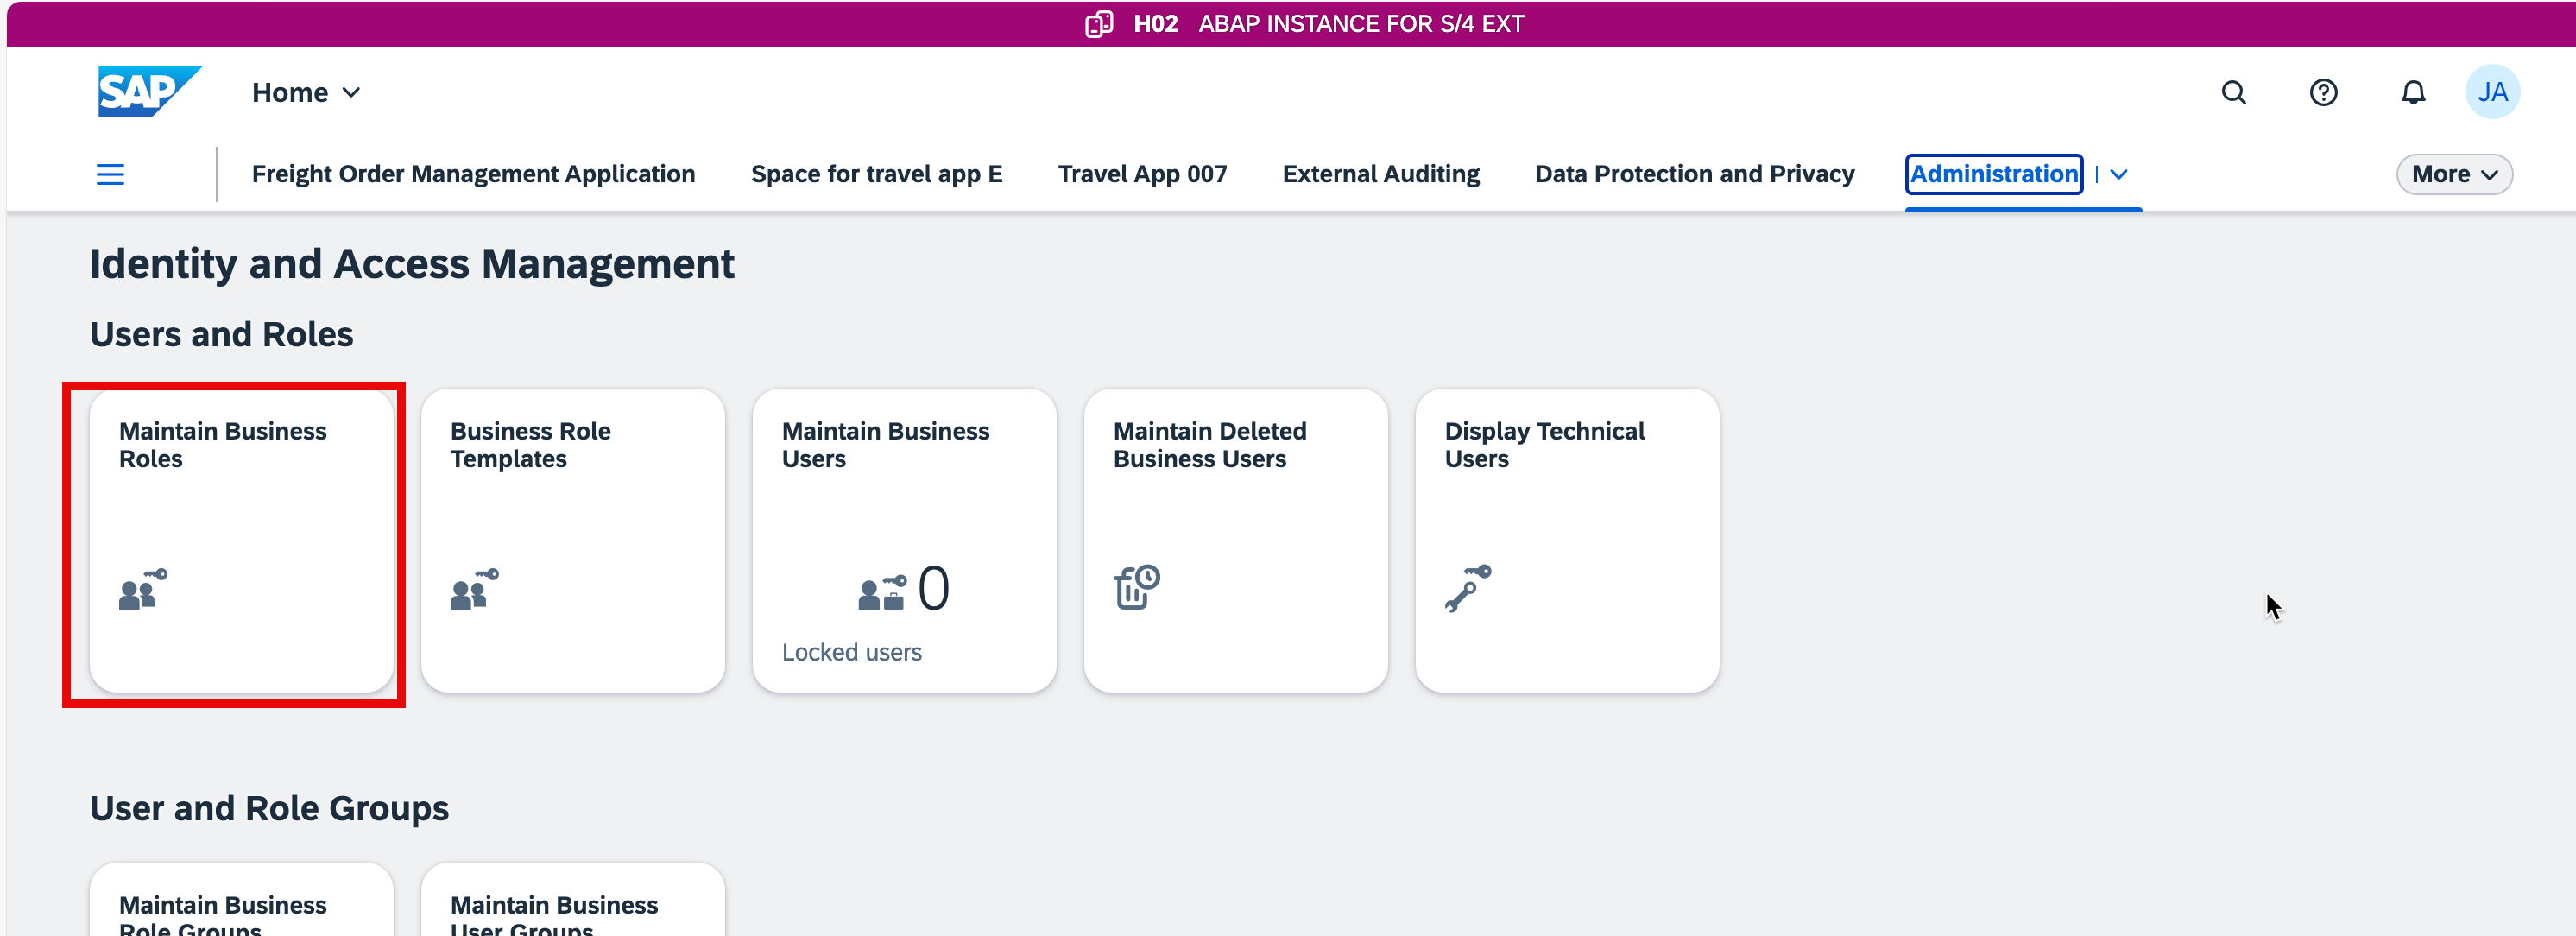 H02 ABAP INSTANCE FOR S/4 EXT
SAP Home
JA
Freight Order Management Application Space for travel app E Travel App 007 External Auditing Data Protection and Privacy Administration More
Identity and Access Management
Users and Roles
Maintain Business
Roles
Business Role
Templates
Maintain Business
Users
0
Locked users
Maintain Deleted
Business Users
Display Technical
Users
User and Role Groups
Maintain Business
Role Groups
Maintain Business
User Groups